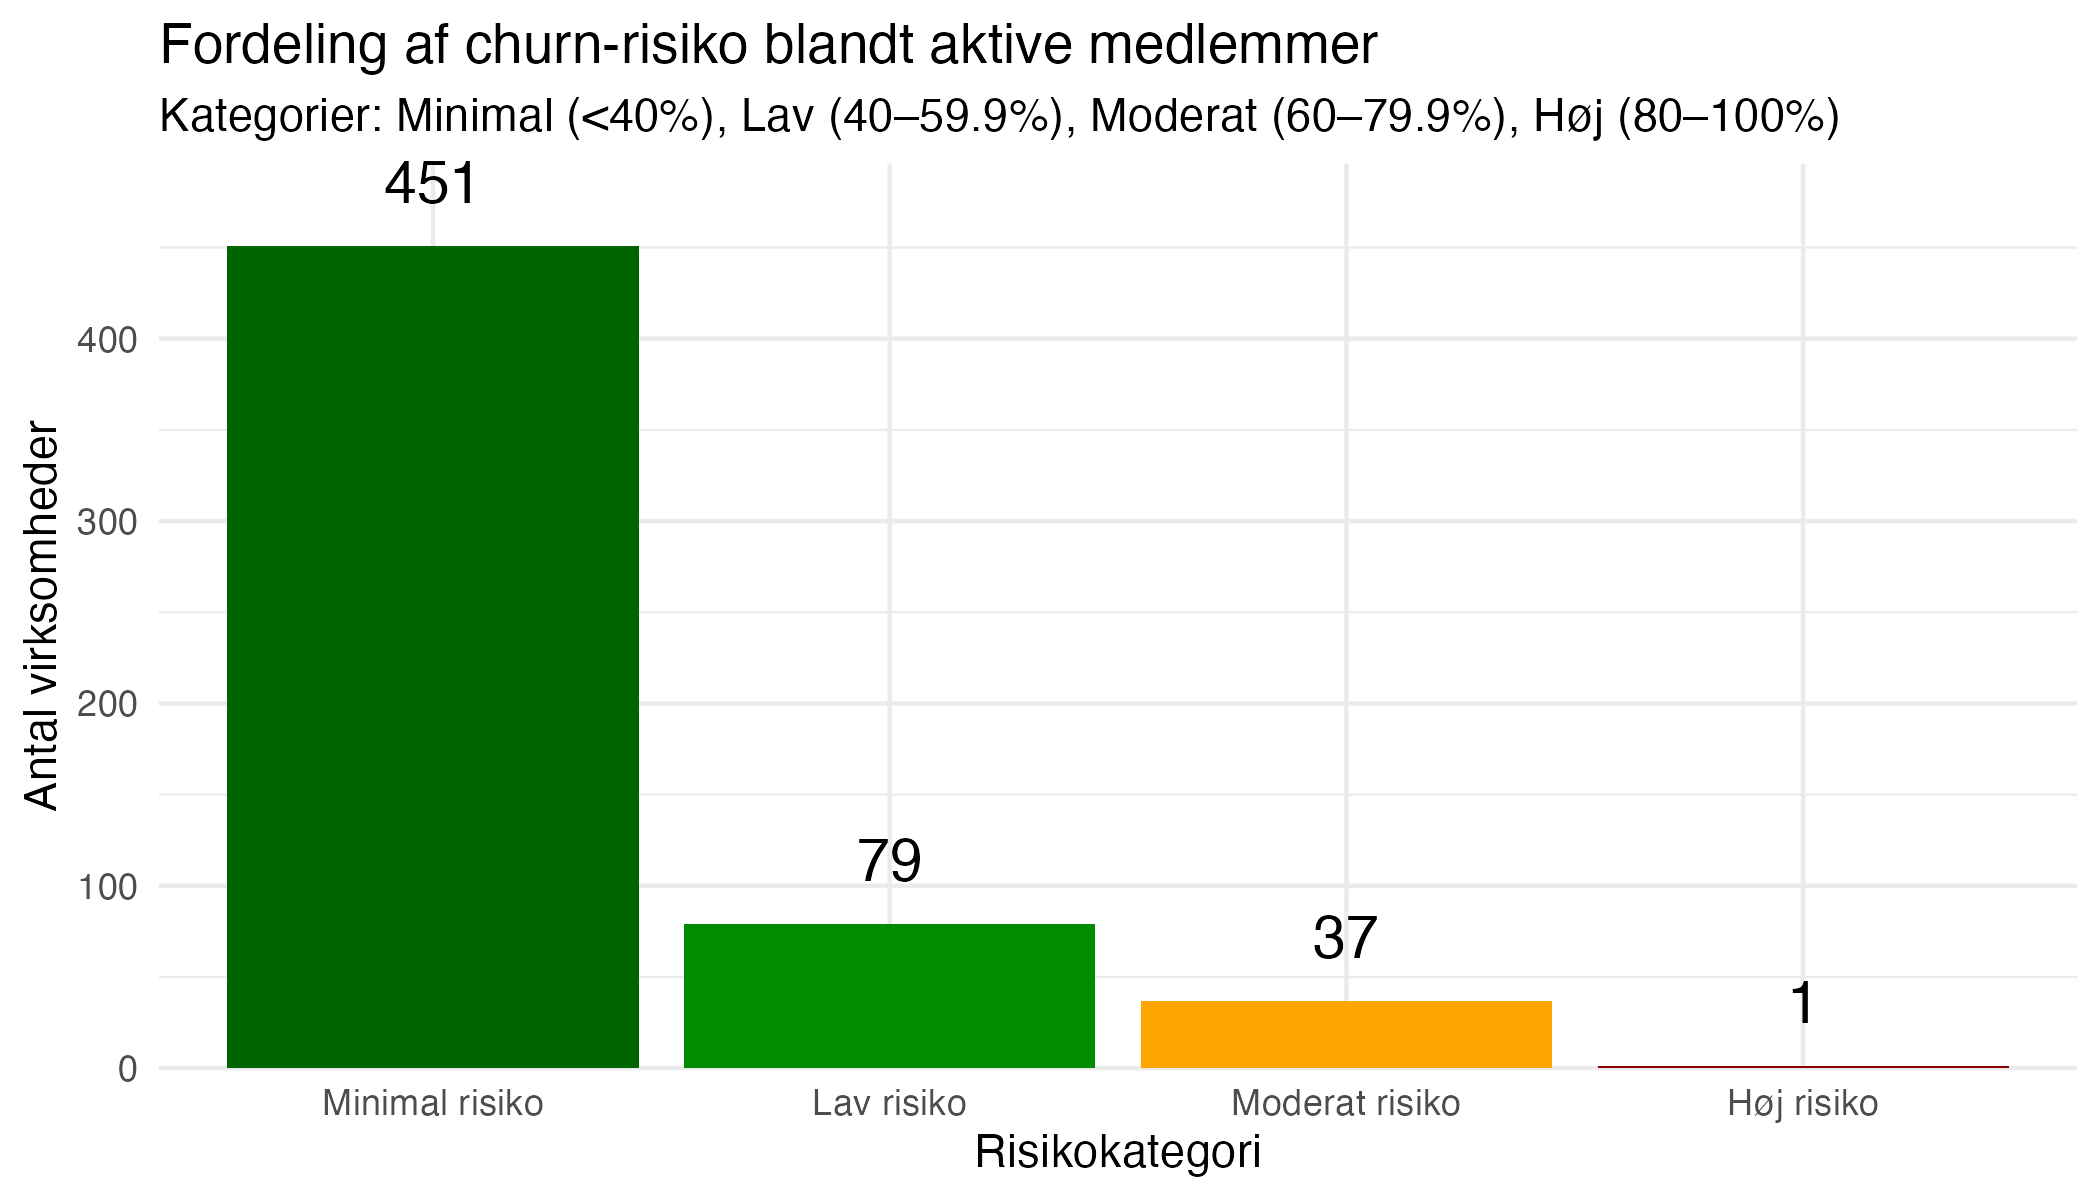 Fordeling af churn-risiko blandt aktive medlemmer
Kategorier: Minimal (<40%), Lav (40–59.9%), Moderat (60–79.9%), Høj (80–100%)
451
79
37
1
Antal virksomheder
400
300
200
100
0
Minimal risiko
Lav risiko
Moderat risiko
Høj risiko
Risikokategori